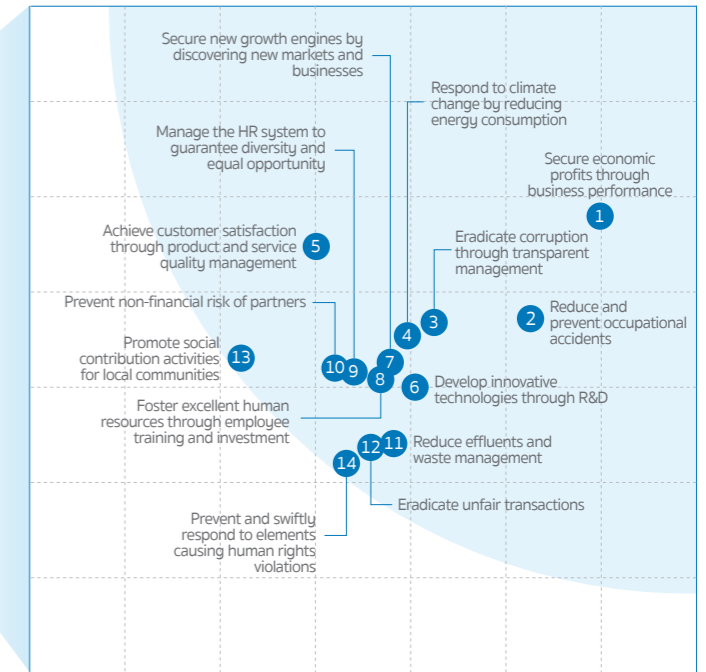 Secure new growth engines by
discovering new markets and
businesses
Respond to climate
change by reducing
energy consumption
Manage the HR system to
guarantee diversity and
equal opportunity
Secure economic
profits through
business performance
1
Achieve customer satisfaction
through product and service
quality management
5
Eradicate corruption
through transparent
management
Prevent non-financial risk of partners
2
Reduce and
prevent occupational
accidents
3
4
Promote social
contribution activities
for local communities
13
10
9
7
8
6
Develop innovative
technologies through R&D
Foster excellent human
resources through employee
training and investment
14
12
11
Reduce effluents and
waste management
Eradicate unfair transactions
Prevent and swiftly
respond to elements
causing human rights
violations